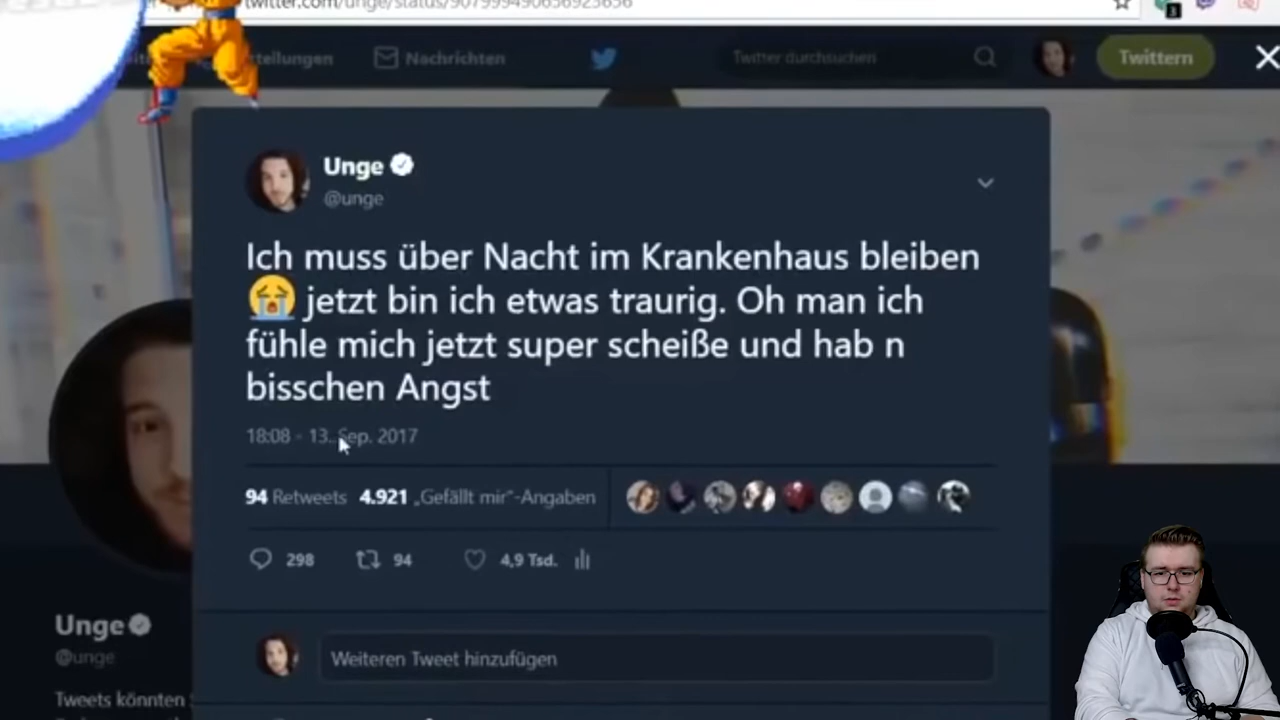 twitter.com/unge/status/907999490656923656
Nachrichten
Twitter durchsuchen
Twittern
Unge
@unge
Ich muss über Nacht im Krankenhaus bleiben
😭 jetzt bin ich etwas traurig. Oh man ich
fühle mich jetzt super scheiße und hab n
bisschen Angst
18:08 - 13. Sep. 2017
94 Retweets 4.921 „Gefällt mir“-Angaben
298 94 4,9 Tsd.
Unge
@unge
Weiteren Tweet hinzufügen
Tweets könnten